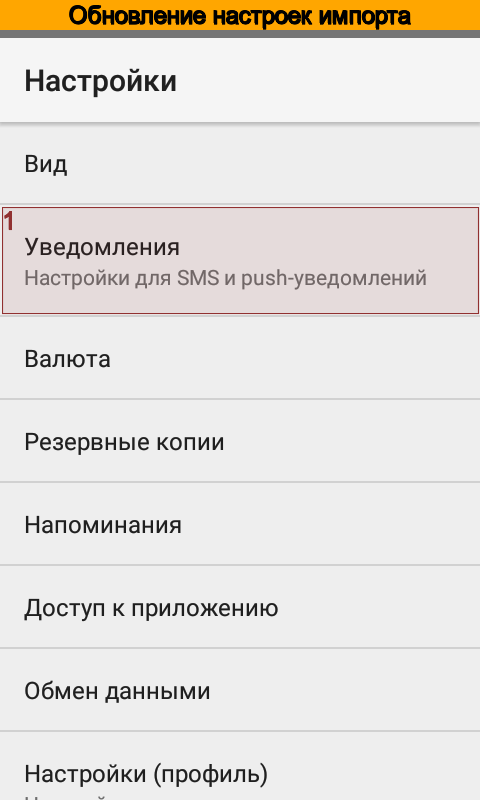 Обновление настроек импорта
Настройки
Вид
1
Уведомления
Настройки для SMS и push-уведомлений
Валюта
Резервные копии
Напоминания
Доступ к приложению
Обмен данными
Настройки (профиль)